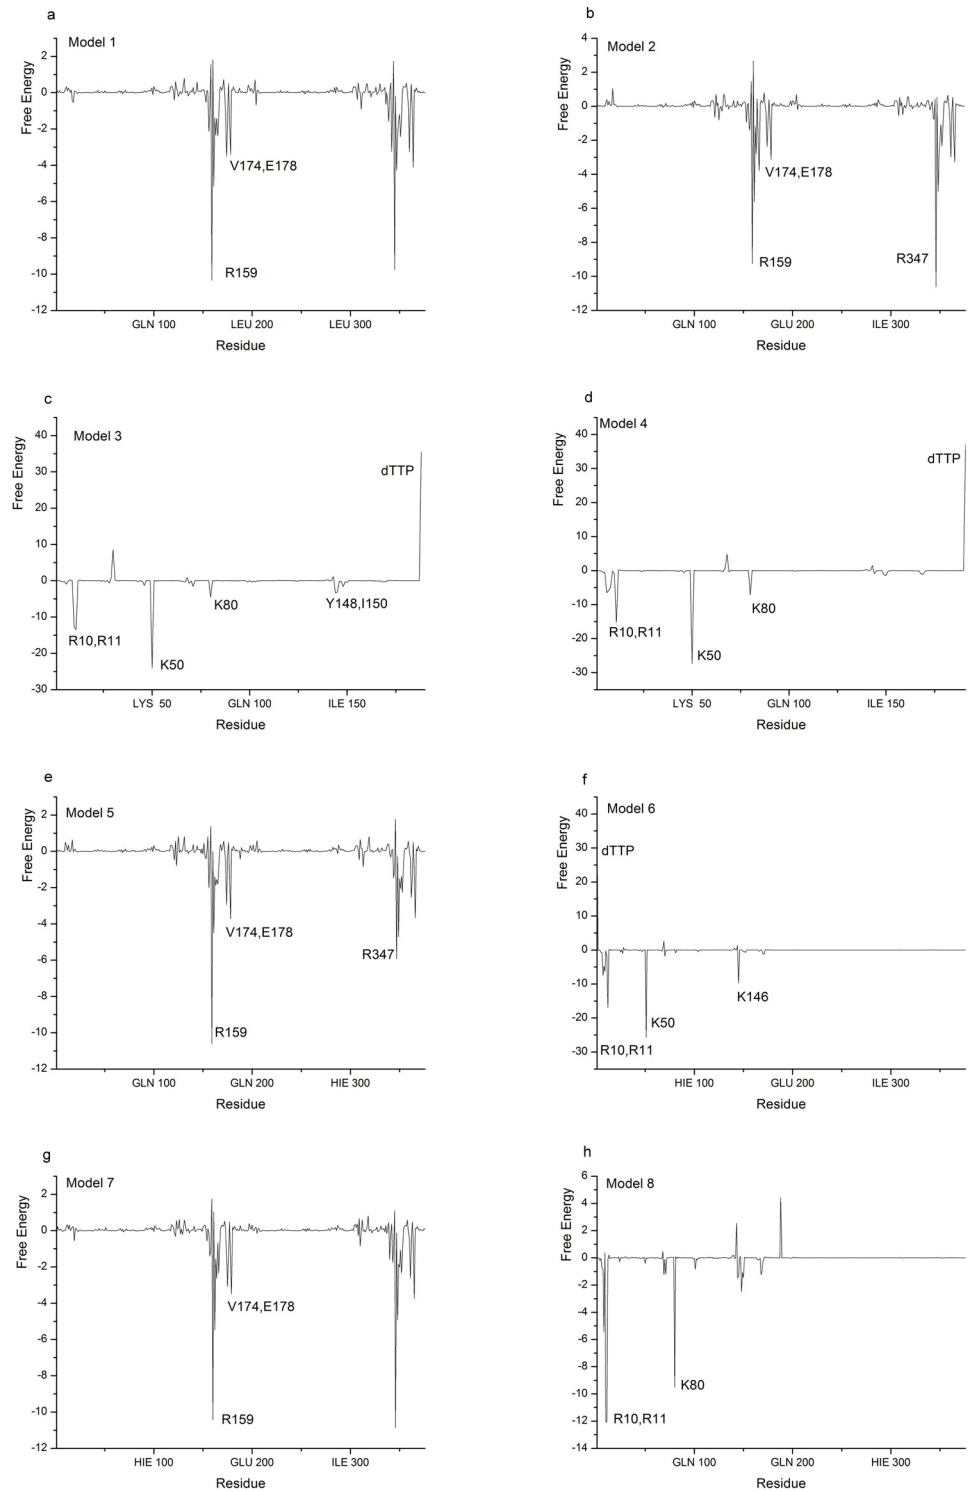 a
Model 1
Free Energy
2
0
-2
-4
-6
-8
-10
-12
V174,E178
R159
GLN 100
LEU 200
LEU 300
Residue
b
Model 2
Free Energy
4
2
0
-2
-4
-6
-8
-10
-12
V174,E178
R159
R347
GLN 100
GLU 200
ILE 300
Residue
c
Model 3
Free Energy
40
30
20
10
0
-10
-20
-30
dTTP
R10,R11
K50
K80
Y148,I150
LYS 50
GLN 100
ILE 150
Residue
d
Model 4
Free Energy
40
30
20
10
0
-10
-20
-30
dTTP
R10,R11
K50
K80
LYS 50
GLN 100
ILE 150
Residue
e
Model 5
Free Energy
2
0
-2
-4
-6
-8
-10
-12
V174,E178
R347
R159
GLN 100
GLN 200
HIE 300
Residue
f
Model 6
Free Energy
40
30
20
10
0
-10
-20
-30
dTTP
K146
K50
R10,R11
HIE 100
GLU 200
ILE 300
Residue
g
Model 7
Free Energy
2
0
-2
-4
-6
-8
-10
-12
V174,E178
R159
HIE 100
GLU 200
ILE 300
Residue
h
Model 8
Free Energy
6
4
2
0
-2
-4
-6
-8
-10
-12
-14
K80
R10,R11
GLN 100
GLN 200
HIE 300
Residue